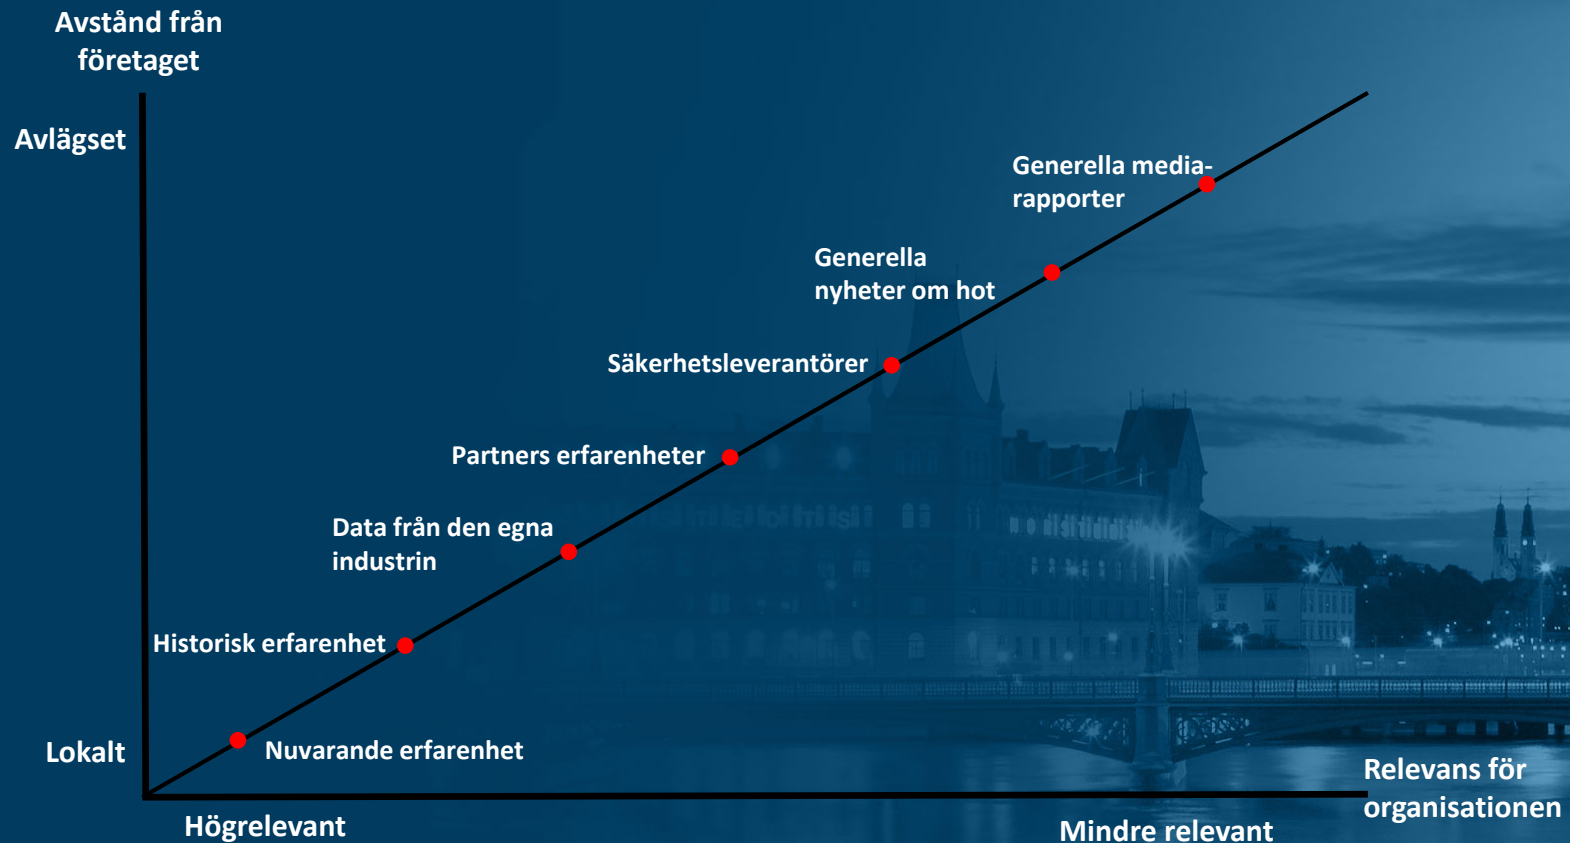 Avstånd från
företaget
Avlägset
Generella media-
rapporter
Generella
nyheter om hot
Säkerhetsleverantörer
Partners erfarenheter
Data från den egna
industrin
Historisk erfarenhet
Lokalt
Nuvarande erfarenhet
Relevans för
organisationen
Högrelevant
Mindre relevant